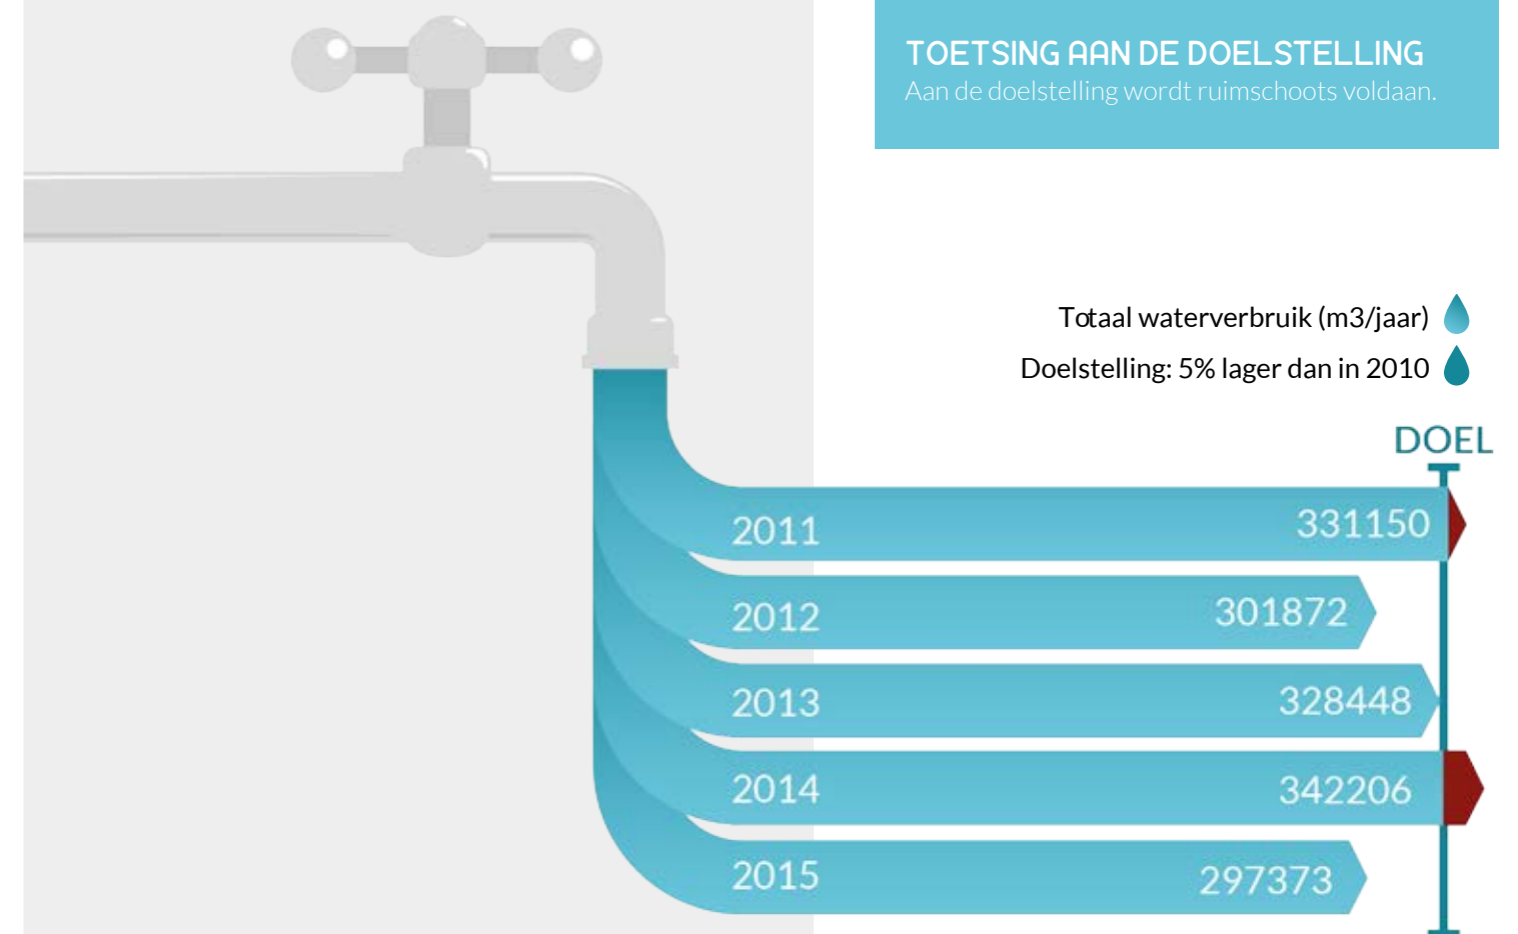 TOETSING AAN DE DOELSTELLING
Aan de doelstelling wordt ruimschoots voldaan.
Totaal waterverbruik (m3/jaar)
Doelstelling: 5% lager dan in 2010
DOEL
2011 331150
2012 301872
2013 328448
2014 342206
2015 297373